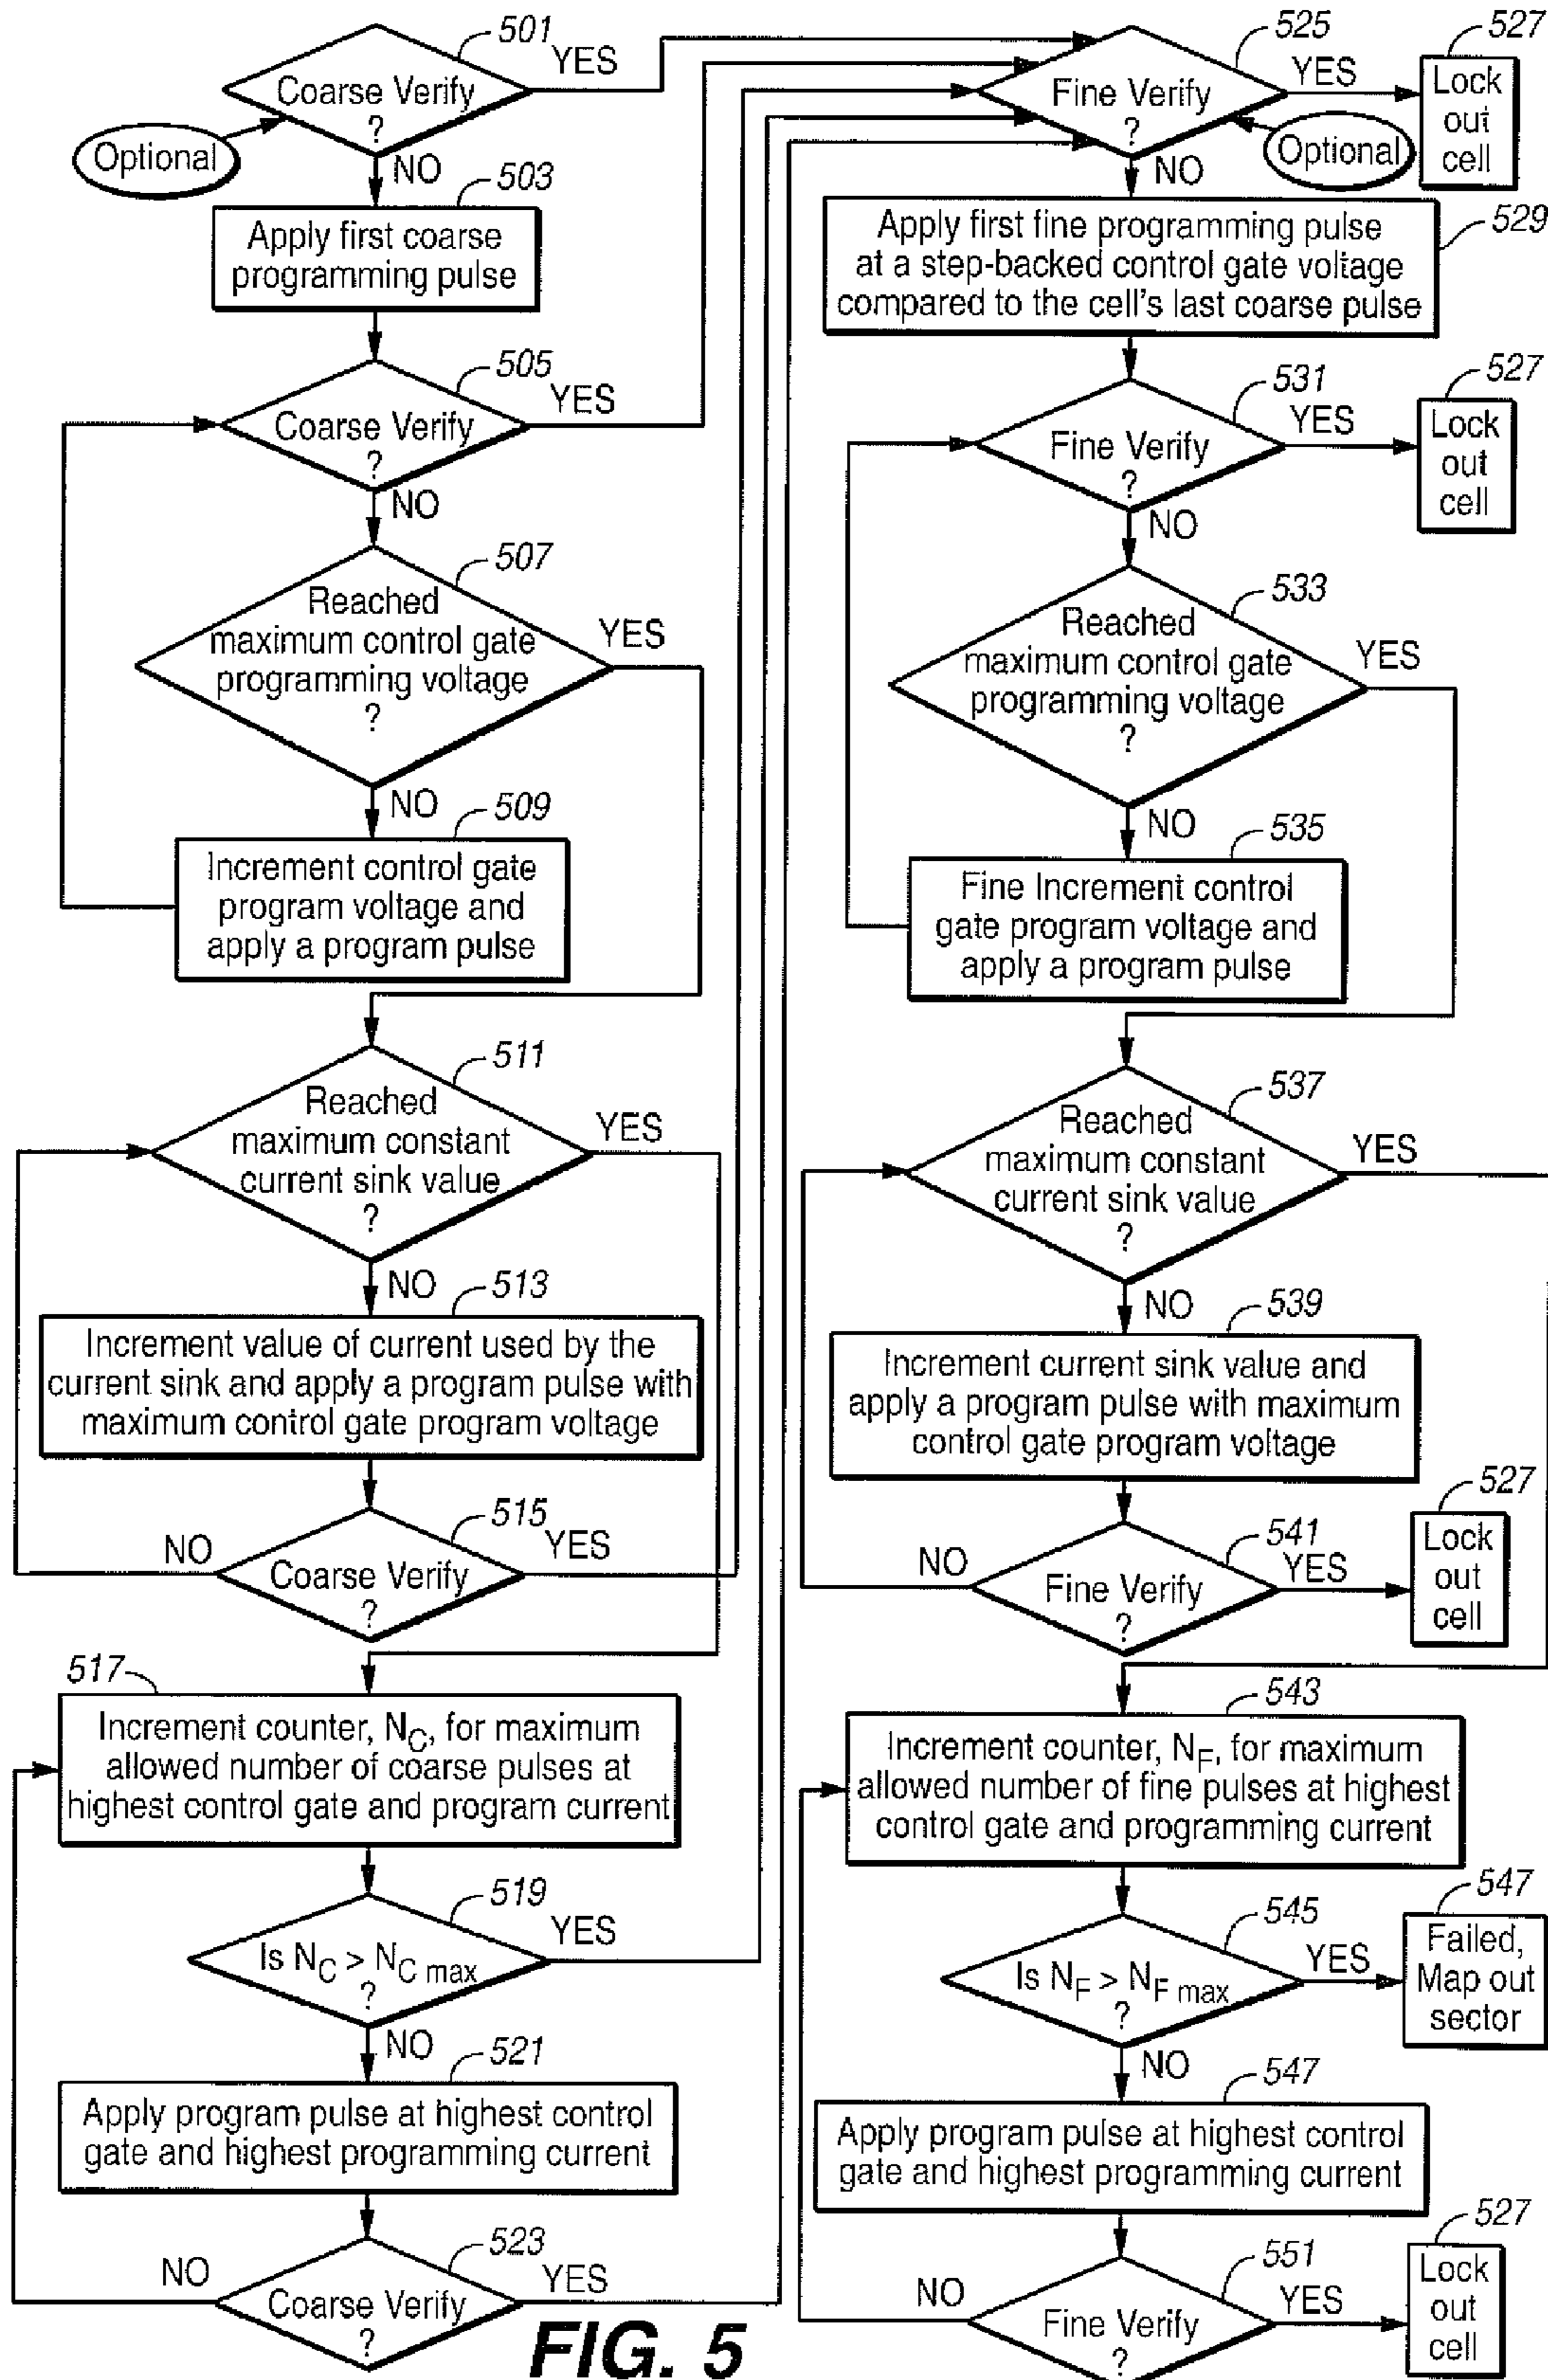 501
Coarse Verify
?
YES
Optional
NO
503
Apply first coarse
programming pulse
505
Coarse Verify
?
YES
NO
507
Reached
maximum control gate
programming voltage
?
YES
NO
509
Increment control gate
program voltage and
apply a program pulse
511
Reached
maximum constant
current sink value
?
YES
NO
513
Increment value of current used by the
current sink and apply a program pulse with
maximum control gate program voltage
515
Coarse Verify
?
NO
YES
517
Increment counter, NC, for maximum
allowed number of coarse pulses at
highest control gate and program current
519
Is NC > NC max
?
YES
NO
521
Apply program pulse at highest control
gate and highest programming current
523
Coarse Verify
?
NO
YES
525
Fine Verify
?
YES
527
Lock
out
cell
Optional
NO
529
Apply first fine programming pulse
at a step-backed control gate voltage
compared to the cell's last coarse pulse
531
Fine Verify
?
YES
527
Lock
out
cell
NO
533
Reached
maximum control gate
programming voltage
?
YES
NO
535
Fine Increment control
gate program voltage and
apply a program pulse
537
Reached
maximum constant
current sink value
?
YES
NO
539
Increment current sink value and
apply a program pulse with maximum
control gate program voltage
541
Fine Verify
?
NO
YES
527
Lock
out
cell
543
Increment counter, NF, for maximum
allowed number of fine pulses at highest
control gate and programming current
545
Is NF > NF max
?
YES
547
Failed,
Map out
sector
NO
547
Apply program pulse at highest control
gate and highest programming current
551
Fine Verify
?
NO
YES
527
Lock
out
cell
FIG. 5